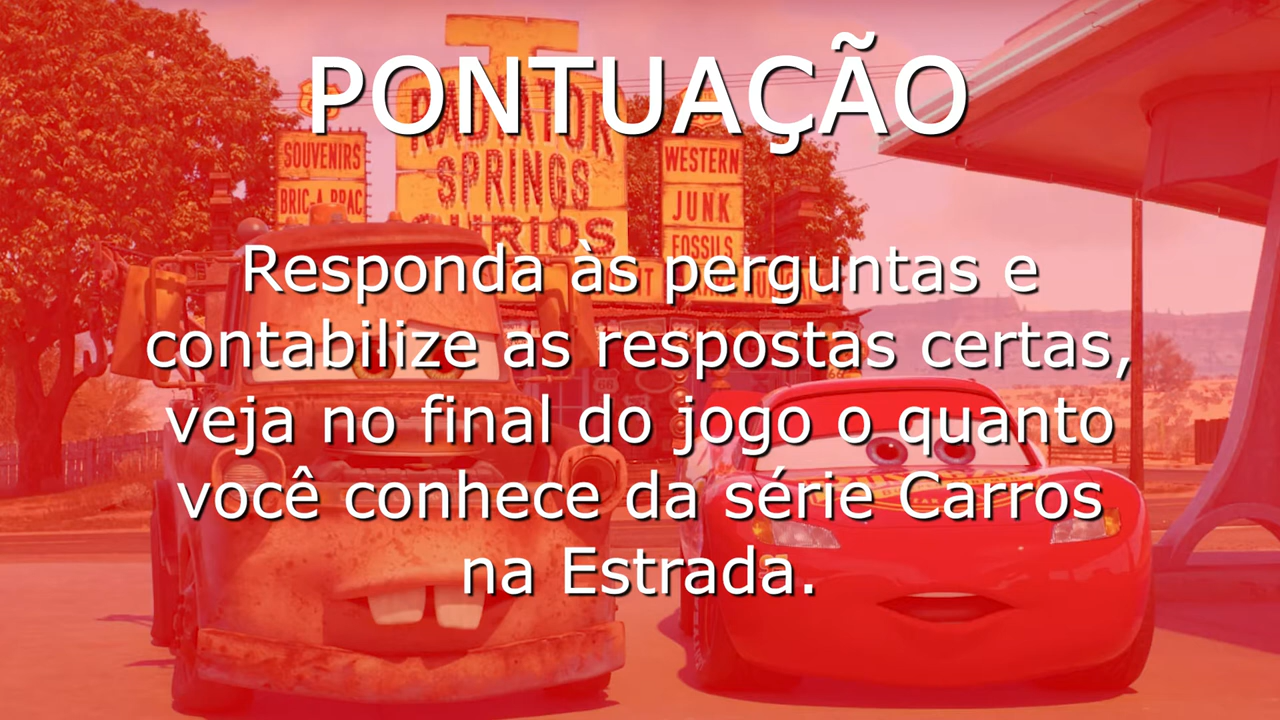 PONTUAÇÃO
RADIATOR
SPRINGS
CURIOS
SOUVENIRS
BRIC-A-BRAC
WESTERN
JUNK
FOSSILS
Responda às perguntas e
contabilize as respostas certas,
veja no final do jogo o quanto
você conhece da série Carros
na Estrada.